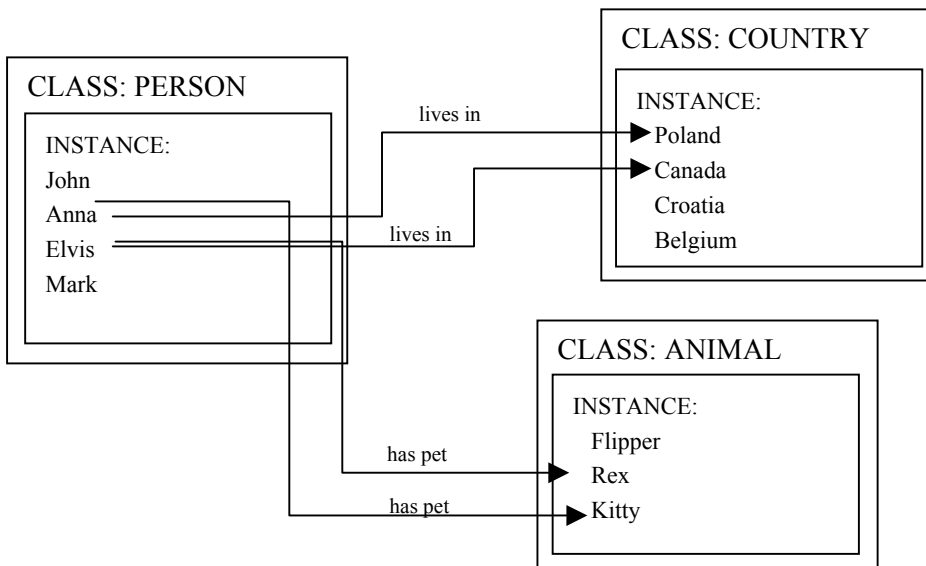 CLASS: PERSON
INSTANCE:
John
Anna
Elvis
Mark
lives in
lives in
CLASS: COUNTRY
INSTANCE:
Poland
Canada
Croatia
Belgium
has pet
has pet
CLASS: ANIMAL
INSTANCE:
Flipper
Rex
Kitty